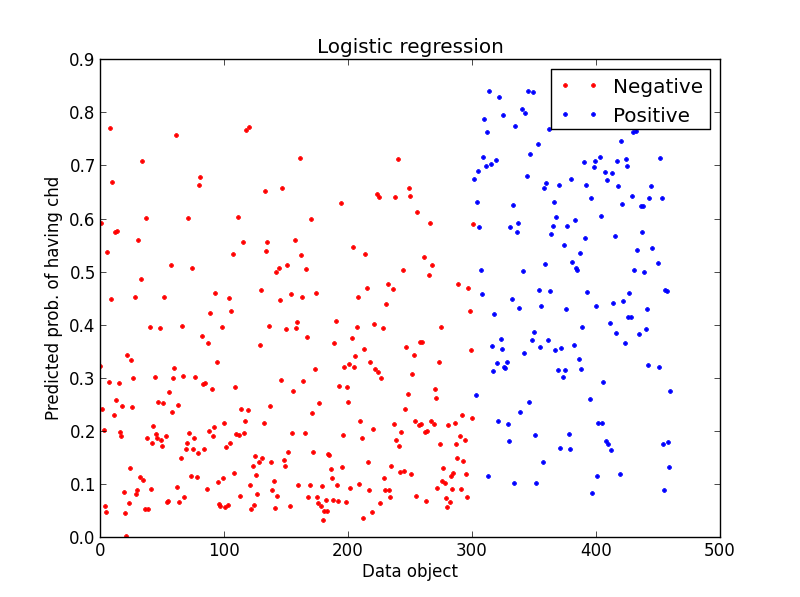 Logistic regression
Negative
Positive
0.9
0.8
0.7
0.6
0.5
0.4
0.3
0.2
0.1
0.0
Predicted prob. of having chd
0 100 200 300 400 500
Data object